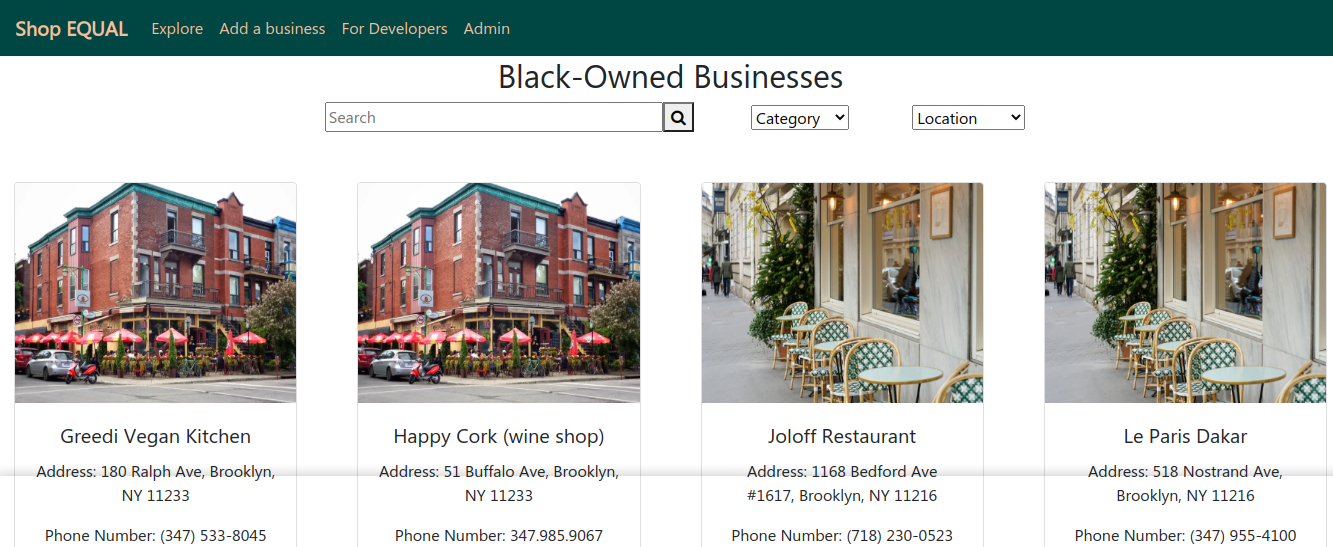 Shop EQUAL Explore Add a business For Developers Admin
Black-Owned Businesses
Search Category Location
Greedi Vegan Kitchen
Address: 180 Ralph Ave, Brooklyn,
NY 11233
Phone Number: (347) 533-8045
Happy Cork (wine shop)
Address: 51 Buffalo Ave, Brooklyn,
NY 11233
Phone Number: 347.985.9067
Joloff Restaurant
Address: 1168 Bedford Ave
#1617, Brooklyn, NY 11216
Phone Number: (718) 230-0523
Le Paris Dakar
Address: 518 Nostrand Ave,
Brooklyn, NY 11216
Phone Number: (347) 955-4100